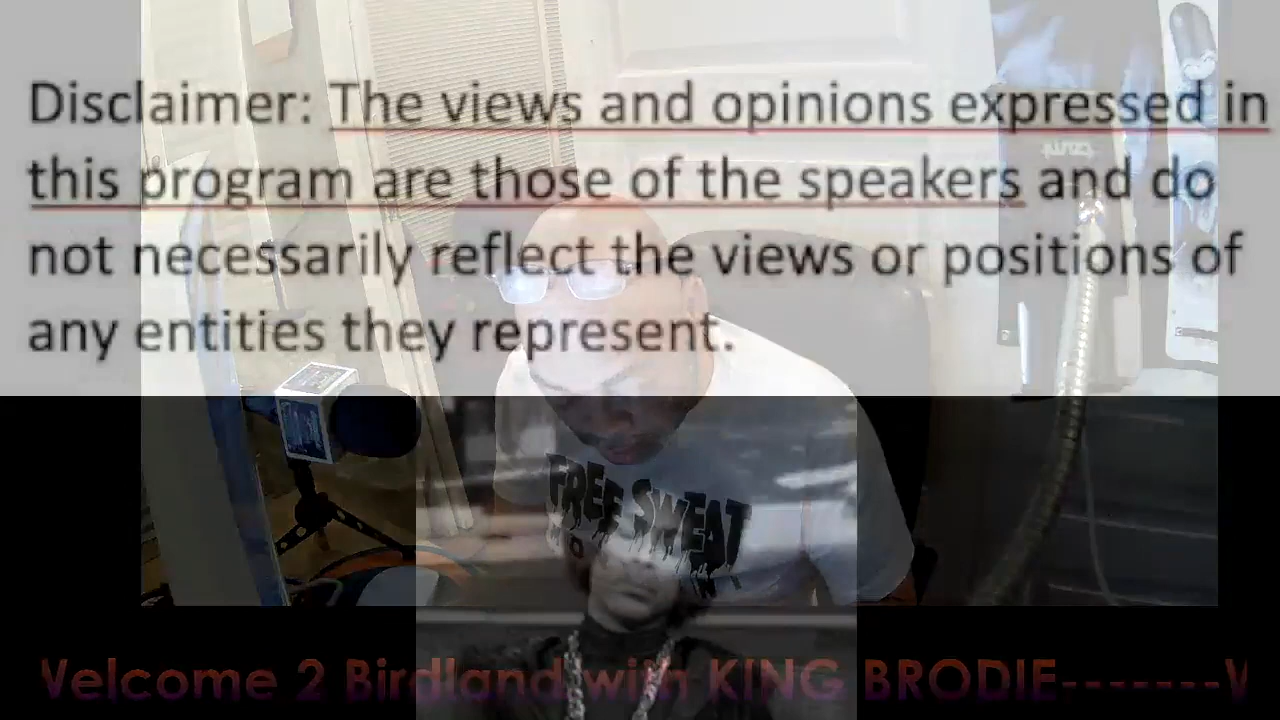 Disclaimer: The views and opinions expressed in
this program are those of the speakers and do
not necessarily reflect the views or positions of
any entities they represent.
FREE SWEAT
Welcome 2 Birdland with KING BRODIE-------W